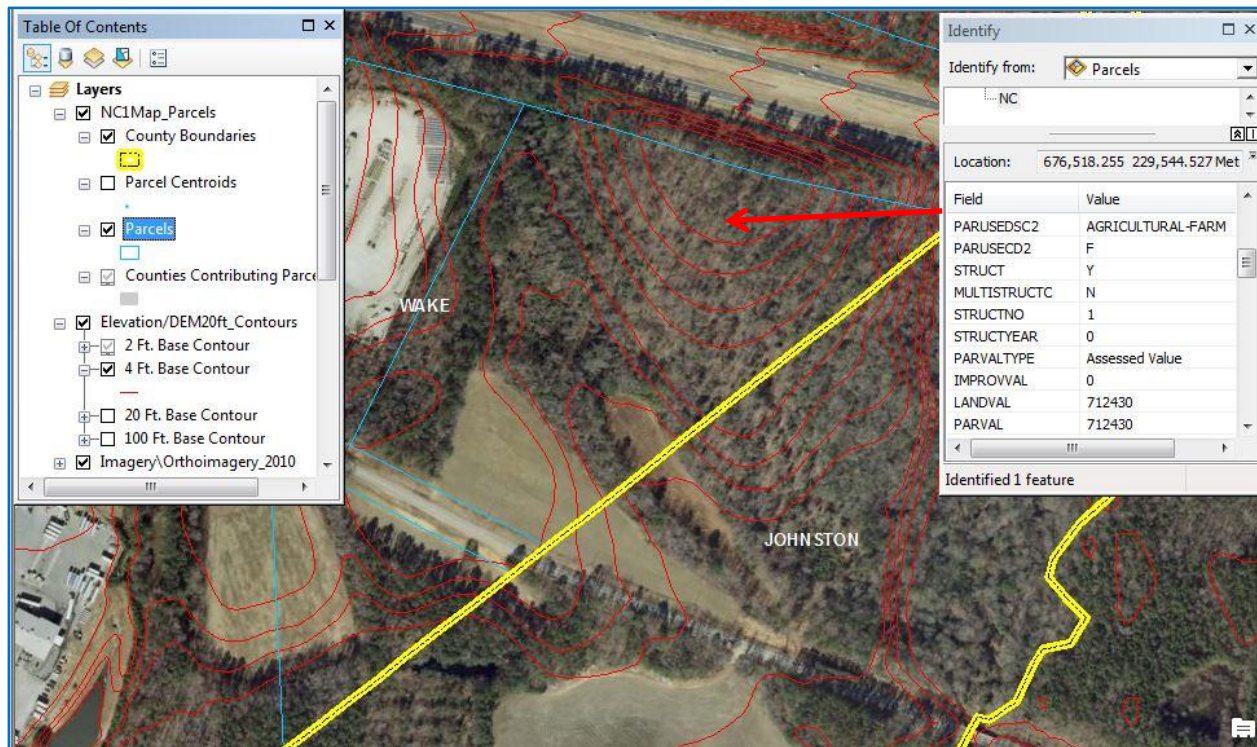 Table Of Contents
Layers
NC1Map_Parcels
County Boundaries
Parcel Centroids
Parcels
Counties Contributing Parce
Elevation/DEM20ft_Contours
2 Ft. Base Contour
4 Ft. Base Contour
20 Ft. Base Contour
100 Ft. Base Contour
Imagery\Orthoimagery_2010
WAKE
JOHNSTON
Identify
Identify from: Parcels
NC
Location: 676,518.255 229,544.527 Met
Field Value
PARUSEDSC2 AGRICULTURAL-FARM
PARUSECD2 F
STRUCT Y
MULTISTRUCTC N
STRUCTNO 1
STRUCTYEAR 0
PARVALTYPE Assessed Value
IMPROVVAL 0
LANDVAL 712430
PARVAL 712430
Identified 1 feature